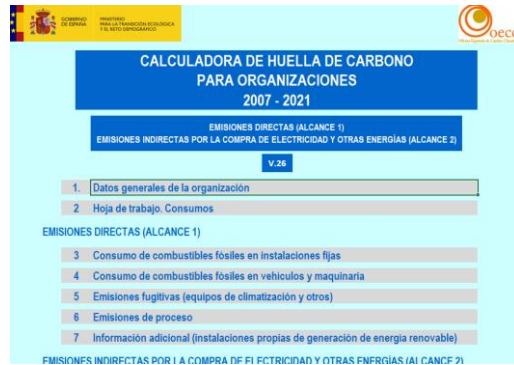 GOBIERNO
DE ESPAÑA
MINISTERIO
PARA LA TRANSICIÓN ECOLÓGICA
Y EL RETO DEMOGRÁFICO
oecc
CALCULADORA DE HUELLA DE CARBONO
PARA ORGANIZACIONES
2007 - 2021
EMISIONES DIRECTAS (ALCANCE 1)
EMISIONES INDIRECTAS POR LA COMPRA DE ELECTRICIDAD Y OTRAS ENERGÍAS (ALCANCE 2)
V.26
1. Datos generales de la organización
2 Hoja de trabajo. Consumos
EMISIONES DIRECTAS (ALCANCE 1)
3 Consumo de combustibles fósiles en instalaciones fijas
4 Consumo de combustibles fósiles en vehículos y maquinaria
5 Emisiones fugitivas (equipos de climatización y otros)
6 Emisiones de proceso
7 Información adicional (instalaciones propias de generación de energía renovable)
EMISIONES INDIRECTAS POR LA COMPRA DE ELECTRICIDAD Y OTRAS ENERGÍAS (ALCANCE 2)